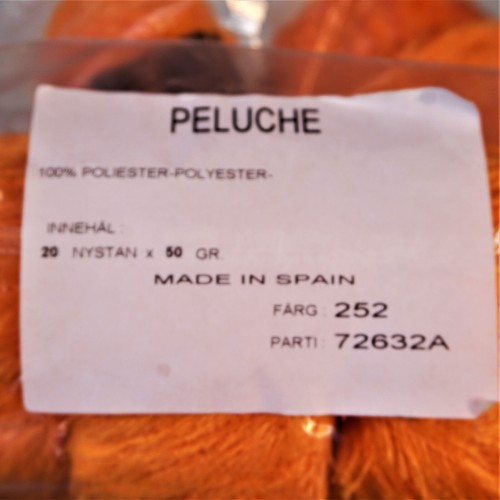 PELUCHE
100% POLIESTER-POLYESTER-
INNEHÅL :
20 NYSTAN x 50 GR.
MADE IN SPAIN
FÄRG : 252
PARTI : 72632A